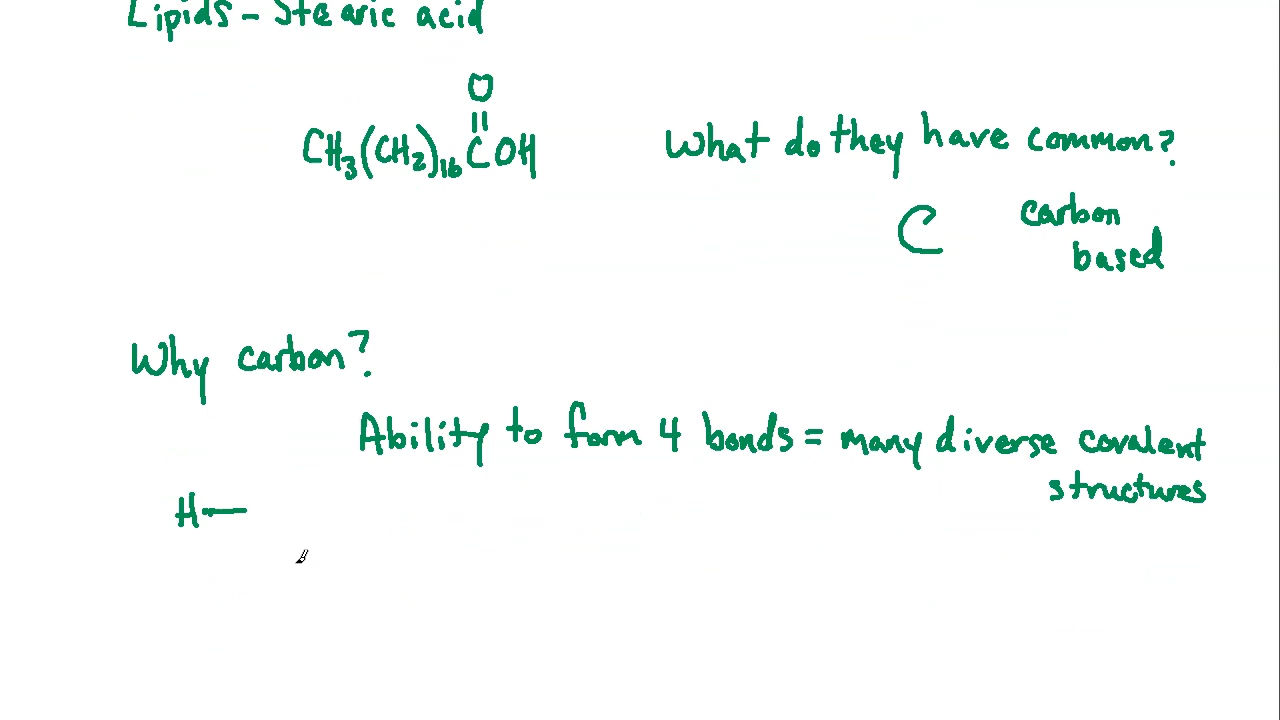 Lipids - Stearic acid
O
||
CH₃(CH₂)₁₆COH
What do they have common?
C
carbon
based
Why carbon?
Ability to form 4 bonds = many diverse covalent
structures
H—